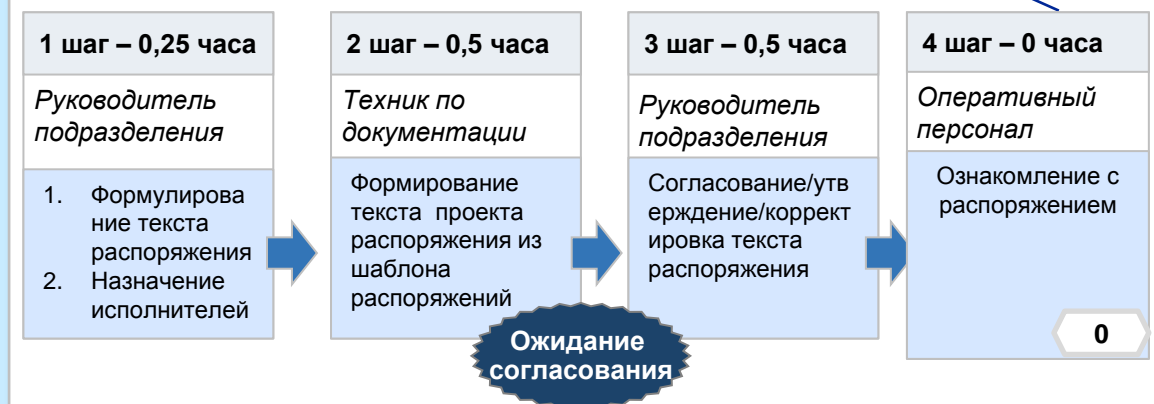 1 шаг – 0,25 часа
Руководитель
подразделения
1. Формулирова
ние текста
распоряжения
2. Назначение
исполнителей
2 шаг – 0,5 часа
Техник по
документации
Формирование
текста проекта
распоряжения из
шаблона
распоряжений
3 шаг – 0,5 часа
Руководитель
подразделения
Согласование/утв
ерждение/коррект
ировка текста
распоряжения
4 шаг – 0 часа
Оперативный
персонал
Ознакомление с
распоряжением
0
Ожидание
согласования